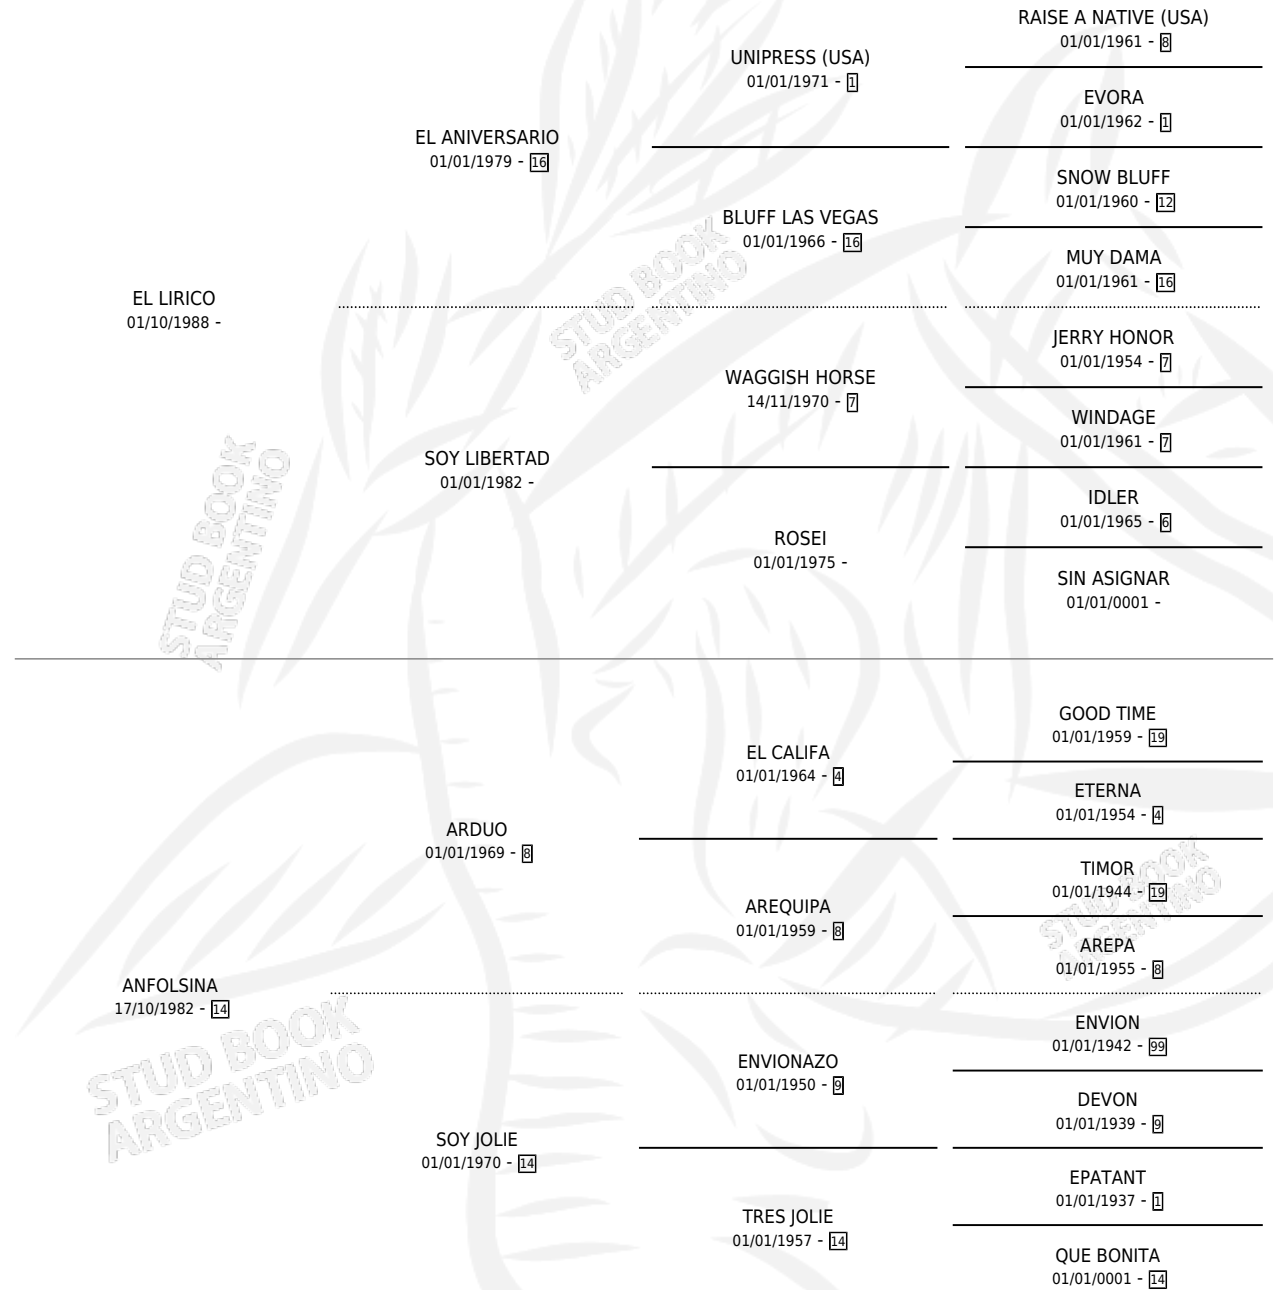 RAISE A NATIVE (USA)
01/01/1961 - 8
UNIPRESS (USA)
01/01/1971 - 1
EVORA
01/01/1962 - 1
EL ANIVERSARIO
01/01/1979 - 16
SNOW BLUFF
01/01/1960 - 12
BLUFF LAS VEGAS
01/01/1966 - 16
MUY DAMA
01/01/1961 - 16
EL LIRICO
01/10/1988 -
JERRY HONOR
01/01/1954 - 7
WAGGISH HORSE
14/11/1970 - 7
WINDAGE
01/01/1961 - 7
SOY LIBERTAD
01/01/1982 -
IDLER
01/01/1965 - 6
ROSEI
01/01/1975 -
SIN ASIGNAR
01/01/0001 -
GOOD TIME
01/01/1959 - 19
EL CALIFA
01/01/1964 - 4
ETERNA
01/01/1954 - 4
ARDUO
01/01/1969 - 8
TIMOR
01/01/1944 - 19
AREQUIPA
01/01/1959 - 8
AREPA
01/01/1955 - 8
ANFOLSINA
17/10/1982 - 14
ENVION
01/01/1942 - 99
ENVIONAZO
01/01/1950 - 9
DEVON
01/01/1939 - 9
SOY JOLIE
01/01/1970 - 14
EPATANT
01/01/1937 - 1
TRES JOLIE
01/01/1957 - 14
QUE BONITA
01/01/0001 - 14
STUD BOOK
ARGENTINO
STUD BOOK
ARGENTINO
STUD BOOK
ARGENTINO
STUD BOOK
ARGENTINO